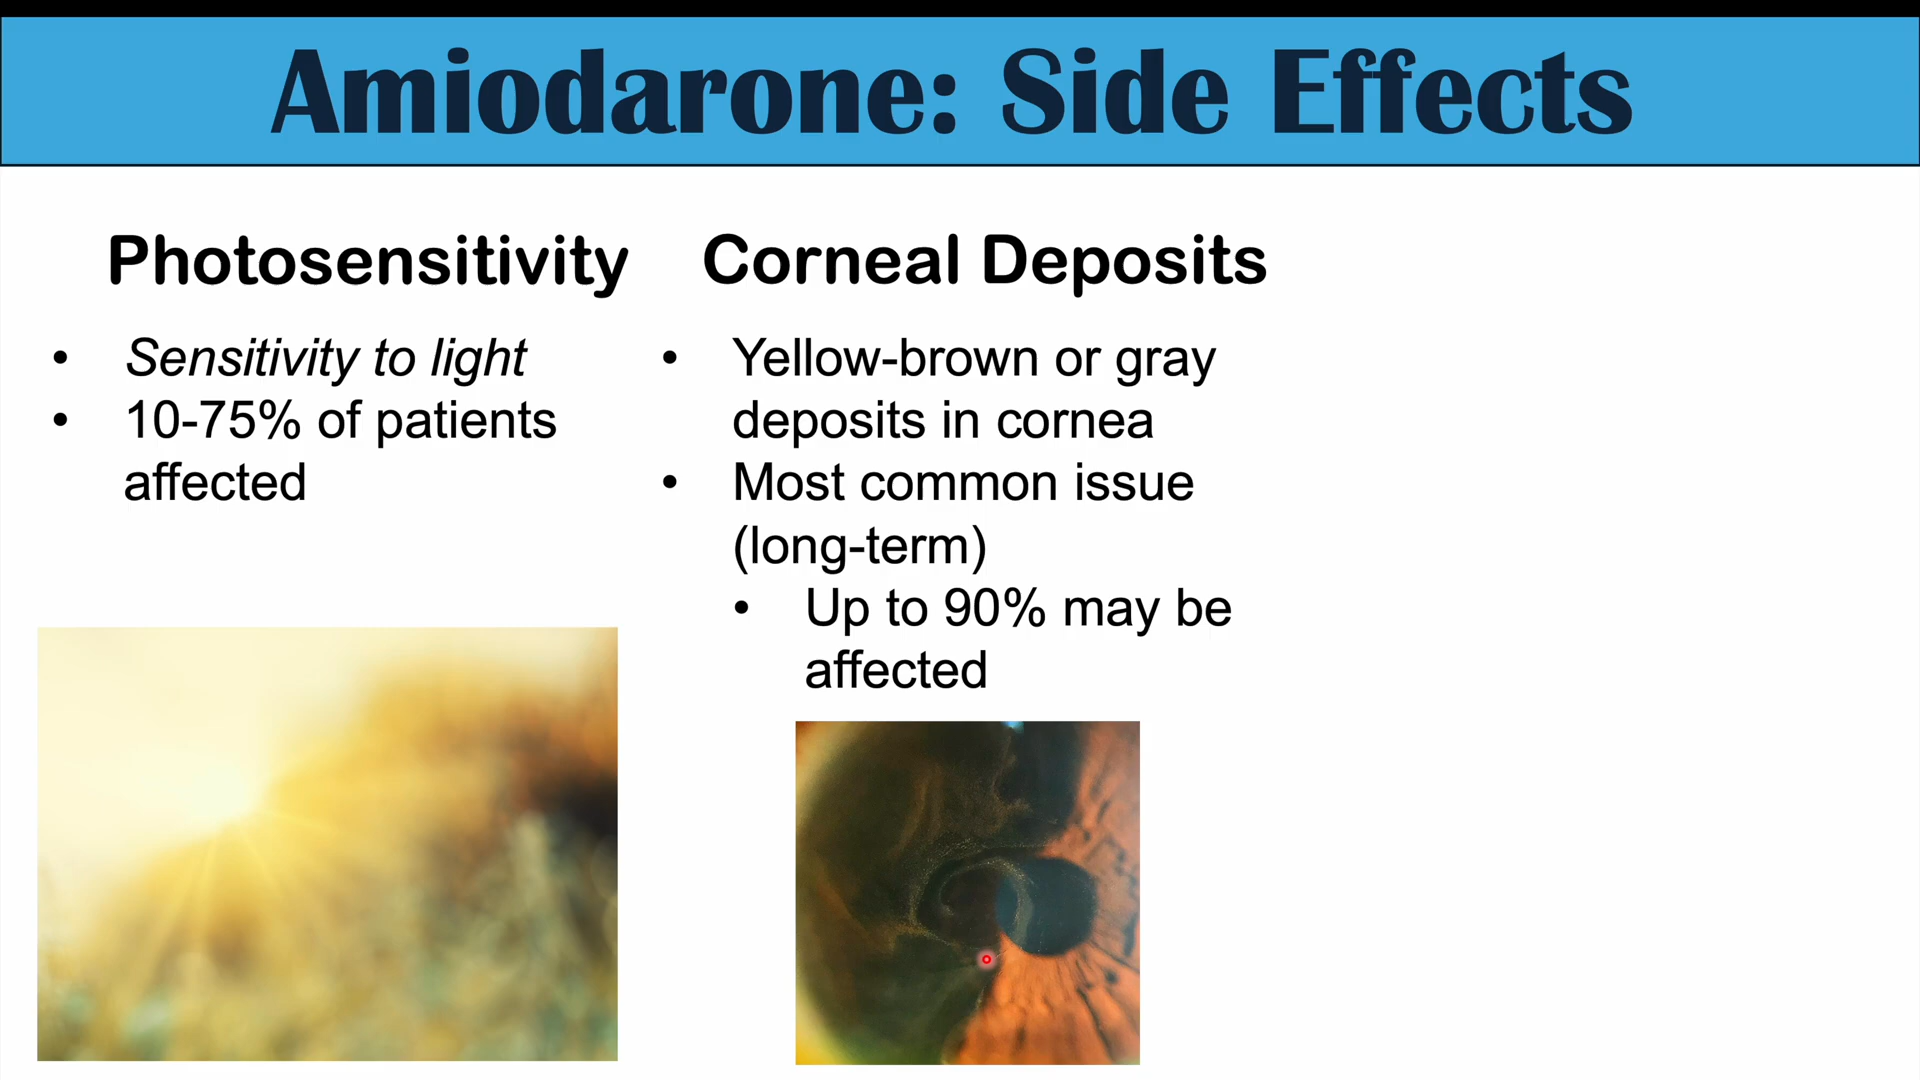 Amiodarone: Side Effects
Photosensitivity
• Sensitivity to light
• 10-75% of patients
affected
Corneal Deposits
• Yellow-brown or gray
deposits in cornea
• Most common issue
(long-term)
• Up to 90% may be
affected